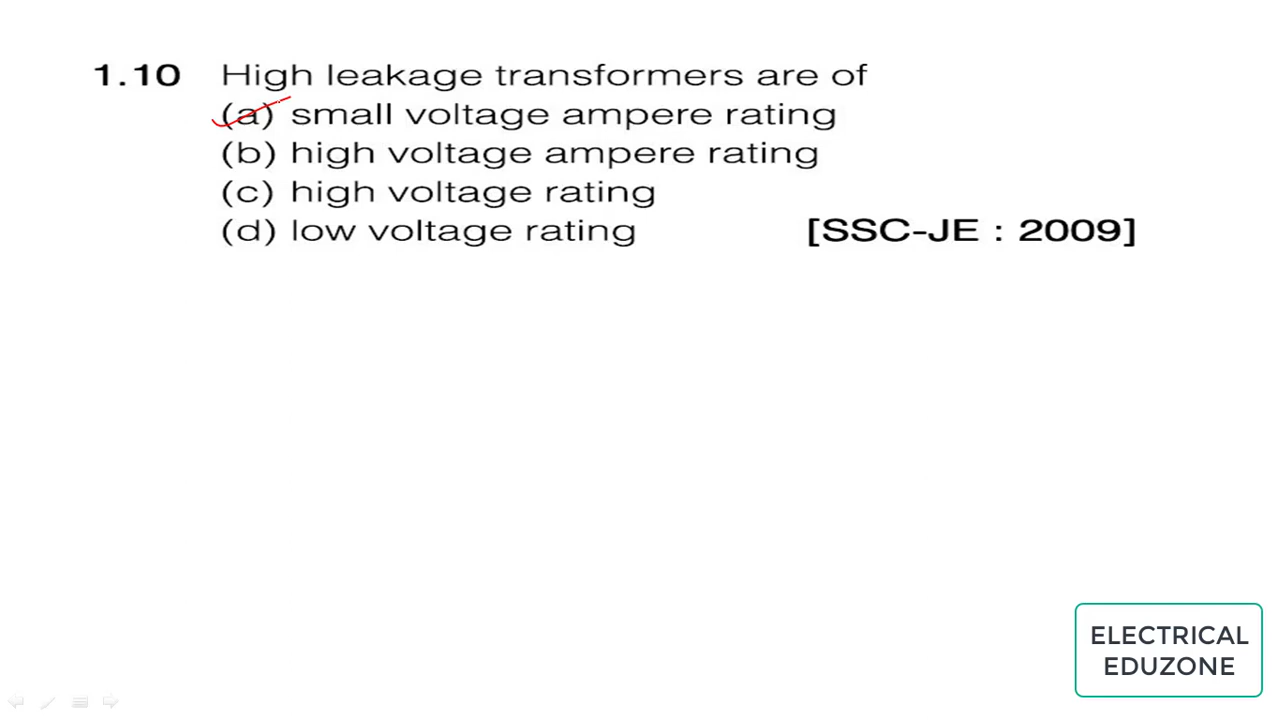 1.10 High leakage transformers are of
(a) small voltage ampere rating
(b) high voltage ampere rating
(c) high voltage rating
(d) low voltage rating [SSC-JE : 2009]
ELECTRICAL
EDUZONE